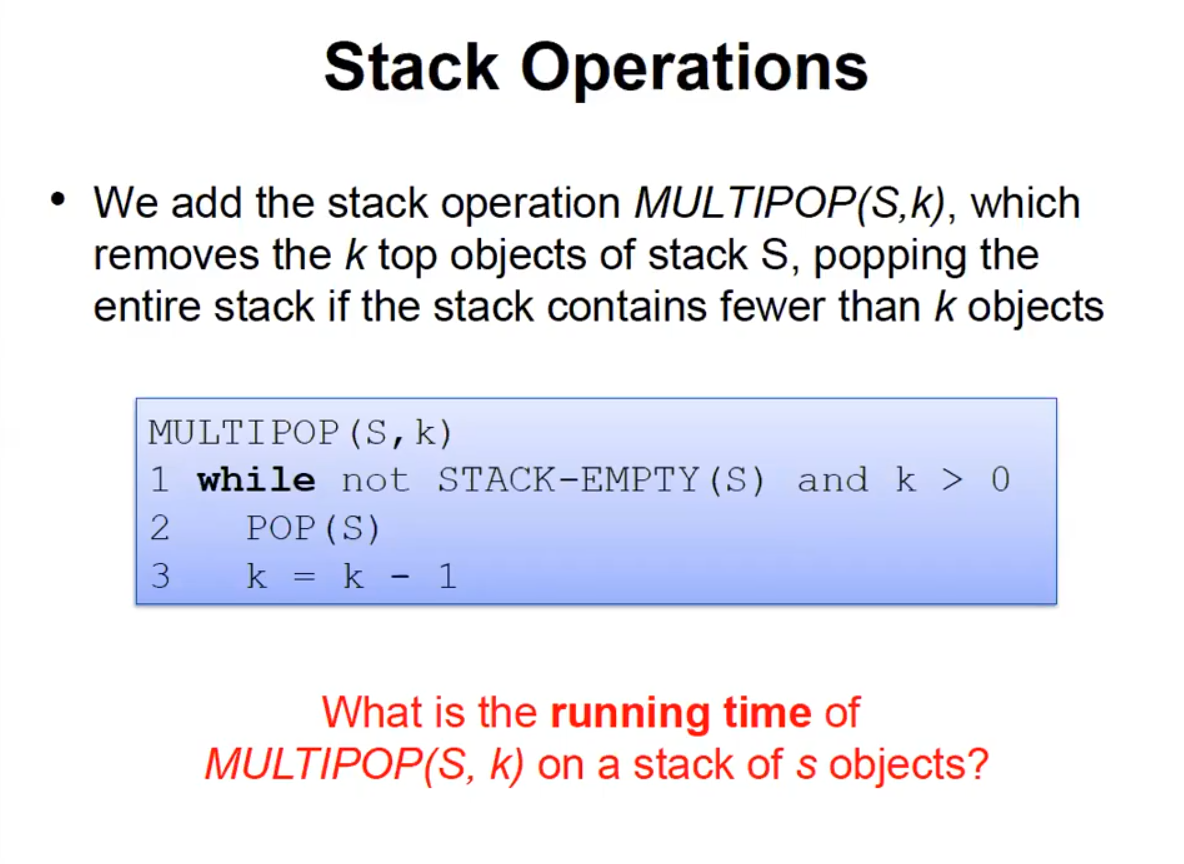 Stack Operations
• We add the stack operation MULTIPOP(S,k), which
removes the k top objects of stack S, popping the
entire stack if the stack contains fewer than k objects
MULTIPOP(S,k)
1 while not STACK-EMPTY(S) and k > 0
2   POP(S)
3   k = k - 1
What is the running time of
MULTIPOP(S, k) on a stack of s objects?